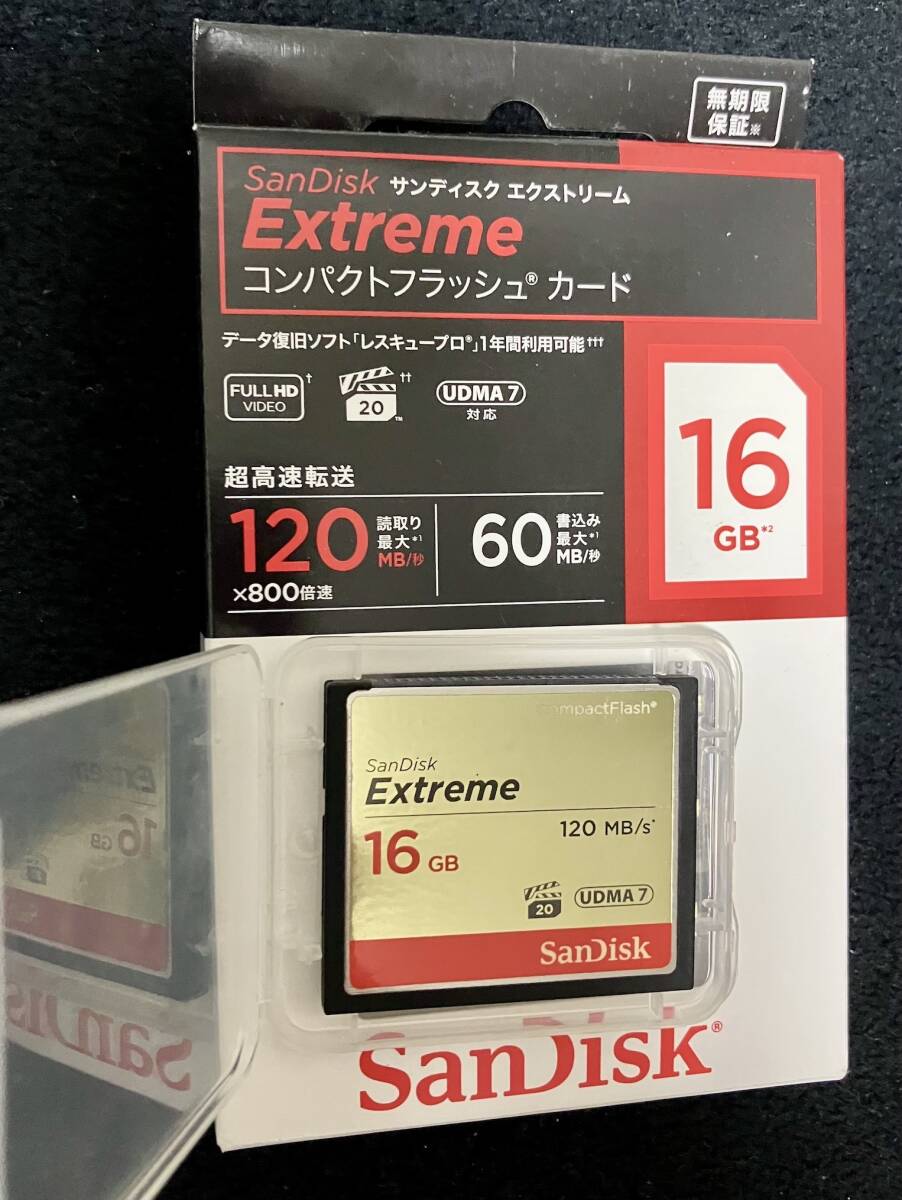 無期限
保証※
SanDisk サンディスク エクストリーム
Extreme
コンパクトフラッシュ® カード
データ復旧ソフト「レスキュープロ®」1年間利用可能†††
FULL HD†
VIDEO
20™††
UDMA 7
対応
16
GB*2
超高速転送
120 読取り最大*1 MB/秒
×800倍速
60 書込み最大*1 MB/秒
CompactFlash®
SanDisk
Extreme
120 MB/s*
16 GB
20
UDMA 7
SanDisk
SanDisk®